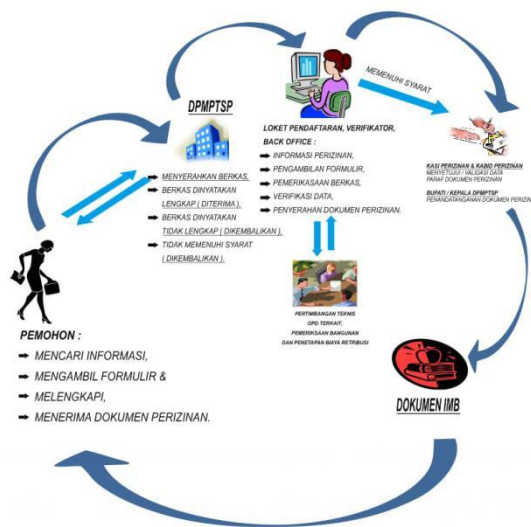 DPMPTSP
MENYERAHKAN BERKAS,
BERKAS DINYATAKAN
LENGKAP ( DITERIMA ),
BERKAS DINYATAKAN
TIDAK LENGKAP ( DIKEMBALIKAN ),
TIDAK MEMENUHI SYARAT
( DIKEMBALIKAN ).
LOKET PENDAFTARAN, VERIFIKATOR,
BACK OFFICE :
INFORMASI PERIZINAN,
PENGAMBILAN FORMULIR,
PEMERIKASAAN BERKAS,
VERIFIKASI DATA,
PENYERAHAN DOKUMEN PERIZINAN.
MEMENUHI SYARAT
KASI PERIZINAN & KABID PERIZINAN
MENYETUJUI / VALIDASI DATA
PARAF DOKUMEN PERIZINAN
BUPATI / KEPALA DPMPTSP
PENANDATANGANAN DOKUMEN PERIZIN
PERTIMBANGAN TEKNIS
OPD TERKAIT,
PEMERIKSAAN BANGUNAN
DAN PENETAPAN BIAYA RETRIBUSI
PEMOHON :
MENCARI INFORMASI,
MENGAMBIL FORMULIR &
MELENGKAPI,
MENERIMA DOKUMEN PERIZINAN.
DOKUMEN IMB